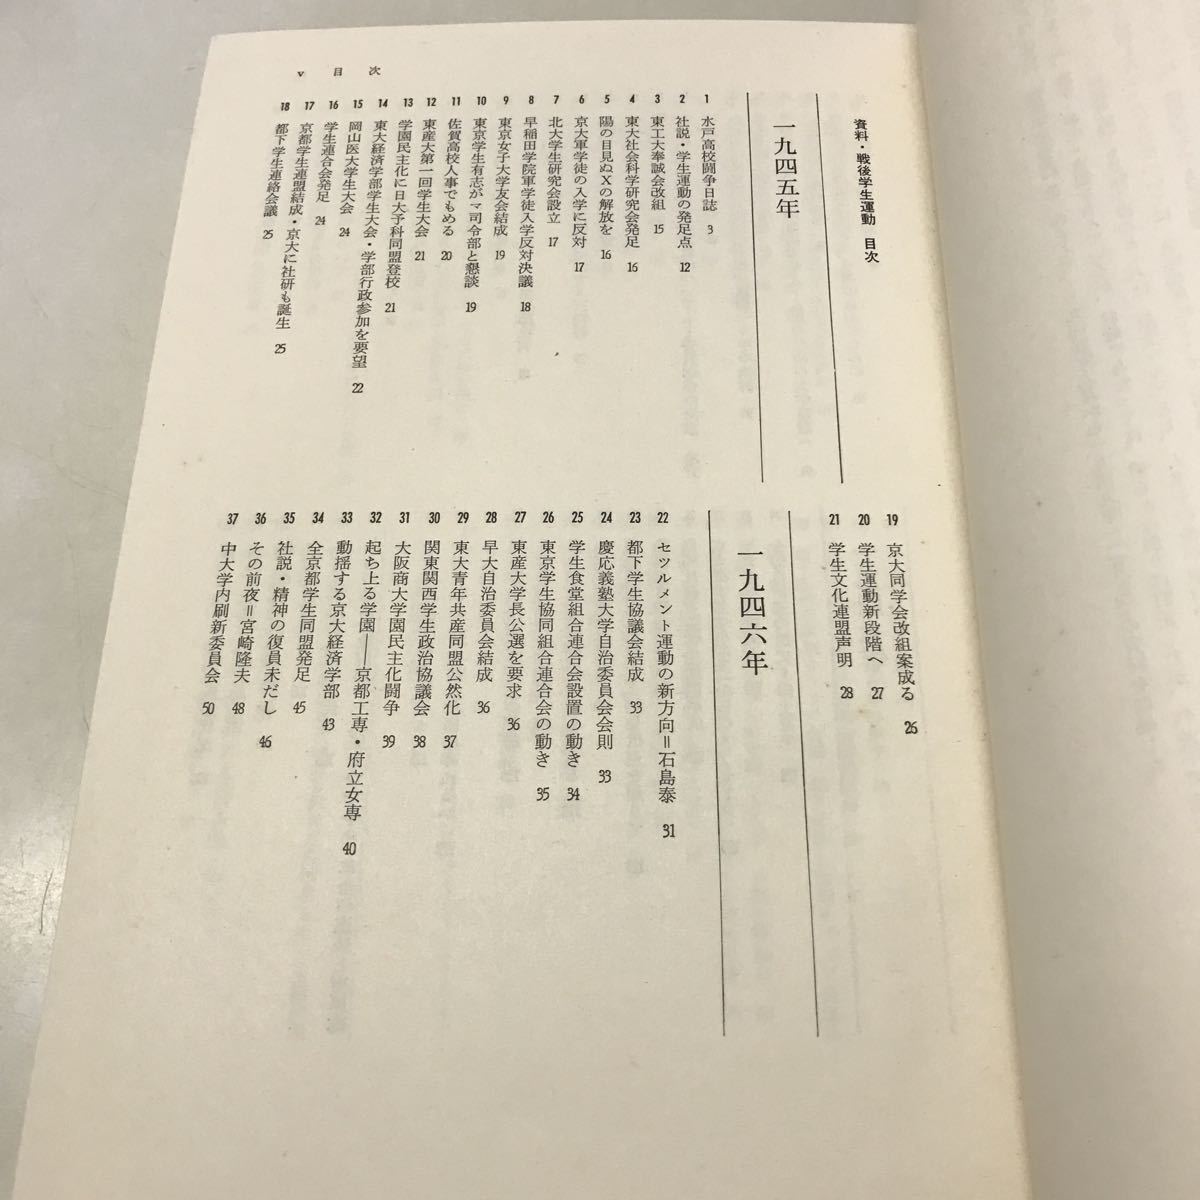 v 目次
資料・戦後学生運動 目次
一九四五年
1 水戸高校闘争日誌 3
2 社説・学生運動の発足点 12
3 東工大奉誠会改組 15
4 東大社会科学研究会発足 16
5 陽の目見ぬXの解放を 16
6 京大軍学徒の入学に反対 17
7 北大学生研究会設立 17
8 早稲田学院軍学徒入学反対決議 18
9 東京女子大学友会結成 19
10 東京学生有志がマ司令部と懇談 19
11 佐賀高校人事でもめる 20
12 東産大第一回学生大会 21
13 学園民主化に日大予科同盟登校 21
14 東大経済学部学生大会・学部行政参加を要望 22
15 岡山医大学生大会 24
16 学生連合会発足 24
17 京都学生連盟結成・京大に社研も誕生 25
18 都下学生連絡会議 25
19 京大同学会改組案成る 26
20 学生運動新段階へ 27
21 学生文化連盟声明 28
一九四六年
22 セツルメント運動の新方向＝石島泰 31
23 都下学生協議会結成 33
24 慶応義塾大学自治委員会会則 33
25 学生食堂組合連合会設置の動き 34
26 東京学生協同組合連合会の動き 35
27 東産大学長公選を要求 36
28 早大自治委員会結成 36
29 東大青年共産同盟公然化 37
30 関東関西学生政治協議会 38
31 大阪商大学園民主化闘争 39
32 起ち上る学園——京都工専・府立女専 40
33 動揺する京大経済学部 43
34 全京都学生同盟発足 45
35 社説・精神の復員未だし 46
36 その前夜＝宮崎隆夫 48
37 中大学内刷新委員会 50